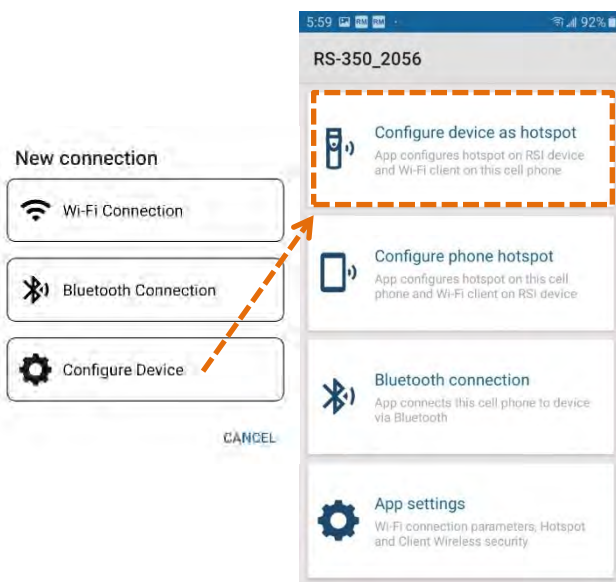 New connection
Wi-Fi Connection
Bluetooth Connection
Configure Device
CANCEL
5:59 RM RM 92%
RS-350_2056
Configure device as hotspot
App configures hotspot on RSI device
and Wi-Fi client on this cell phone
Configure phone hotspot
App configures hotspot on this cell
phone and Wi-Fi client on RSI device
Bluetooth connection
App connects this cell phone to device
via Bluetooth
App settings
Wi-Fi connection parameters, Hotspot
and Client Wireless security